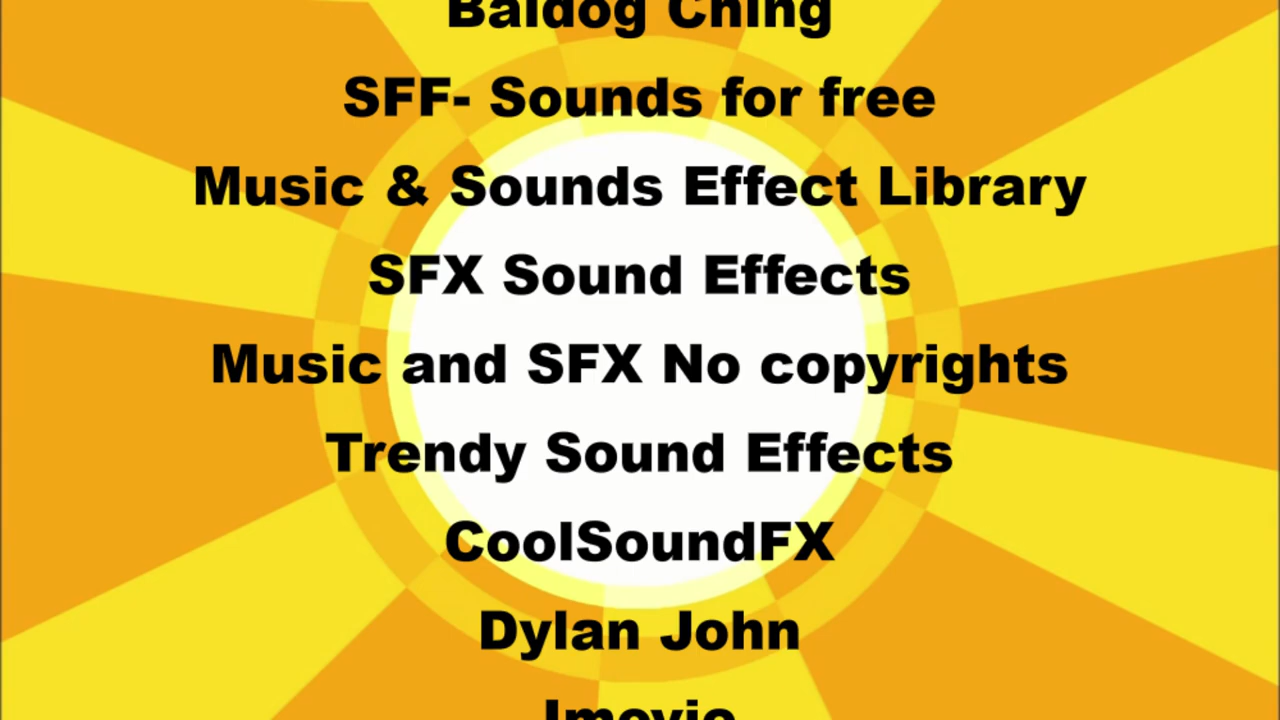 Baldog Ching
SFF- Sounds for free
Music & Sounds Effect Library
SFX Sound Effects
Music and SFX No copyrights
Trendy Sound Effects
CoolSoundFX
Dylan John
Imovie